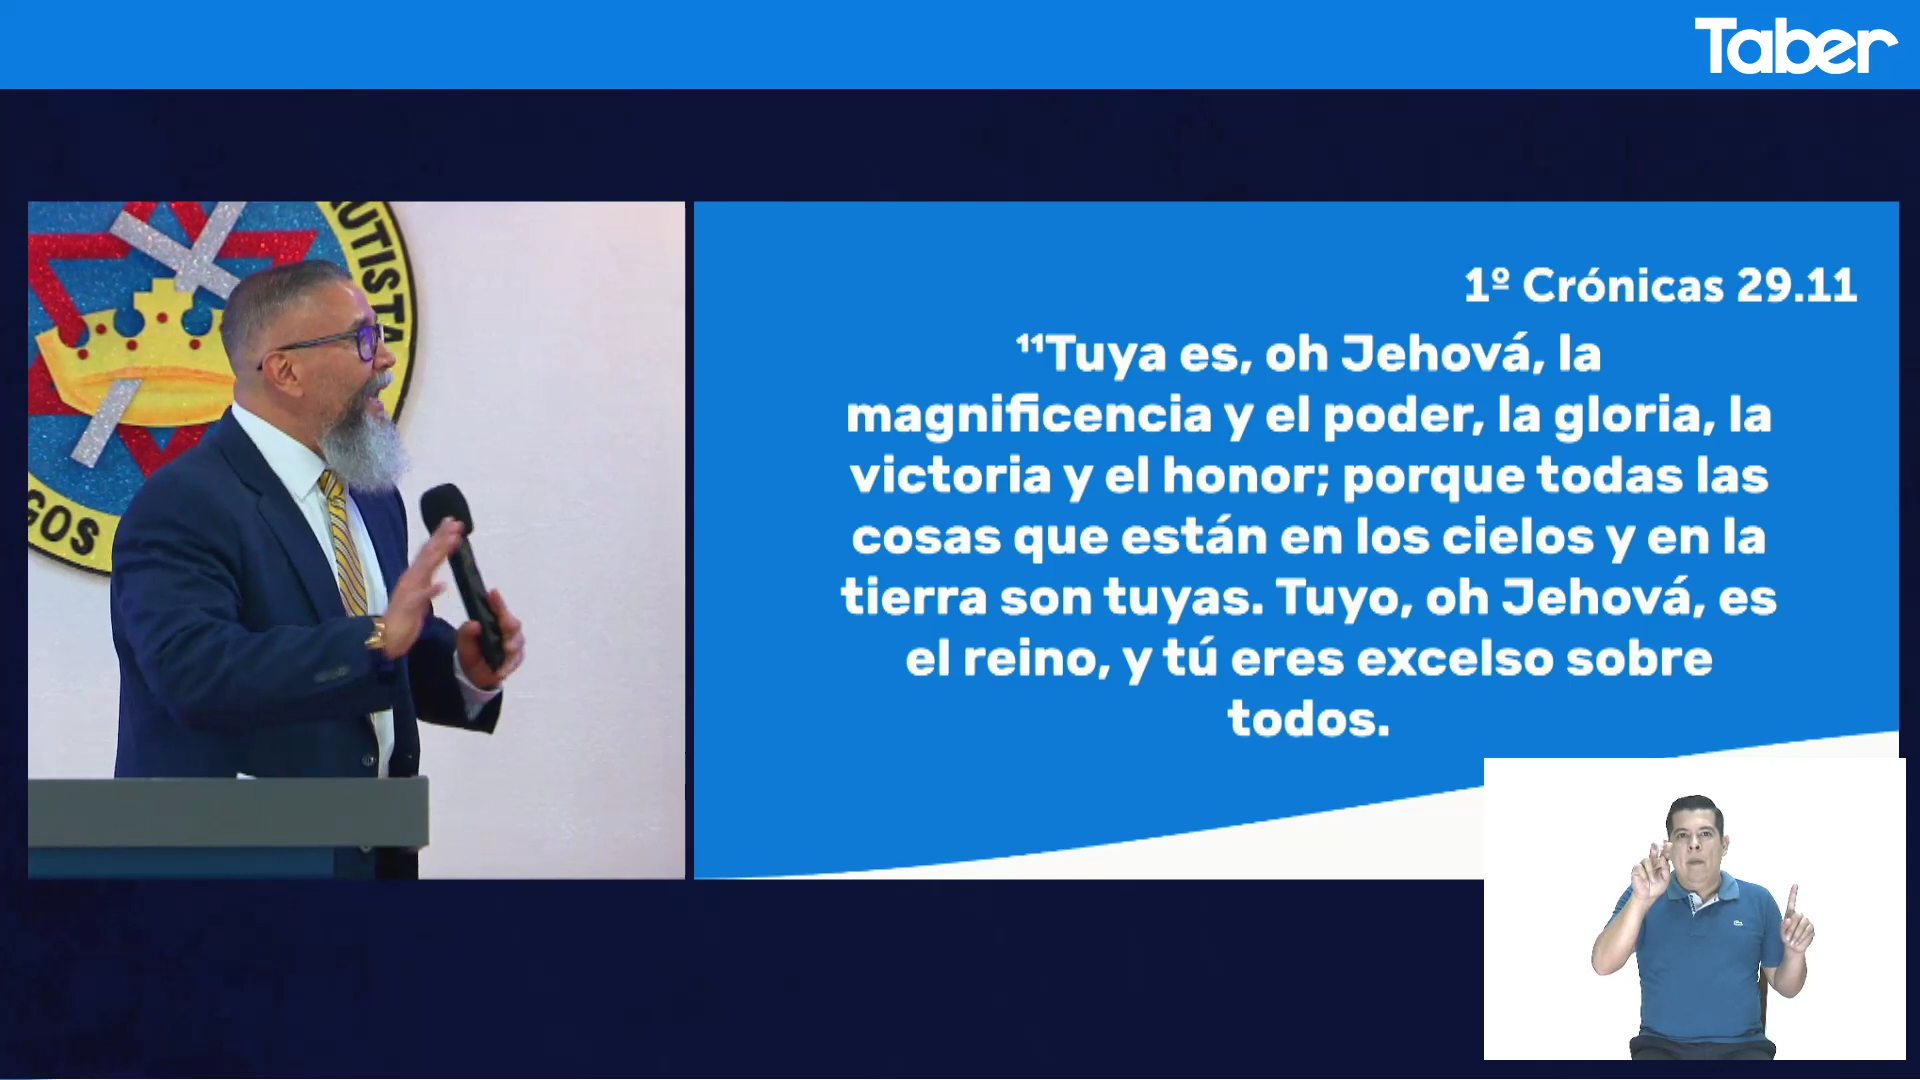 Taber
UTISTA
GOS
1º Crónicas 29.11
¹¹Tuya es, oh Jehová, la
magnificencia y el poder, la gloria, la
victoria y el honor; porque todas las
cosas que están en los cielos y en la
tierra son tuyas. Tuyo, oh Jehová, es
el reino, y tú eres excelso sobre
todos.